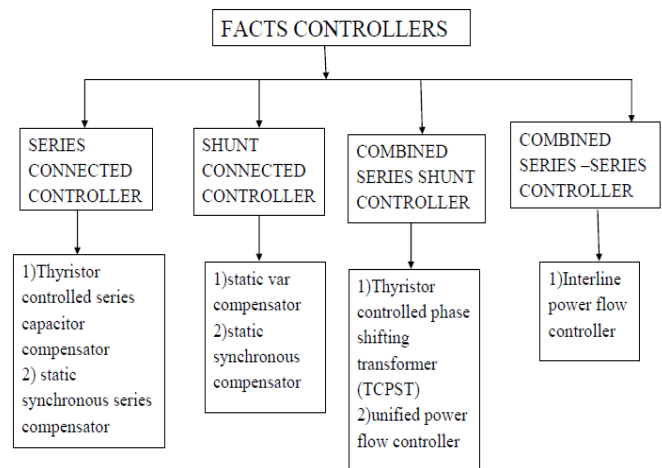 FACTS CONTROLLERS
SERIES
CONNECTED
CONTROLLER
SHUNT
CONNECTED
CONTROLLER
COMBINED
SERIES SHUNT
CONTROLLER
COMBINED
SERIES –SERIES
CONTROLLER
1)Thyristor
controlled series
capacitor
compensator
2) static
synchronous series
compensator
1)static var
compensator
2)static
synchronous
compensator
1)Thyristor
controlled phase
shifting
transformer
(TCPST)
2)unified power
flow controller
1)Interline
power flow
controller